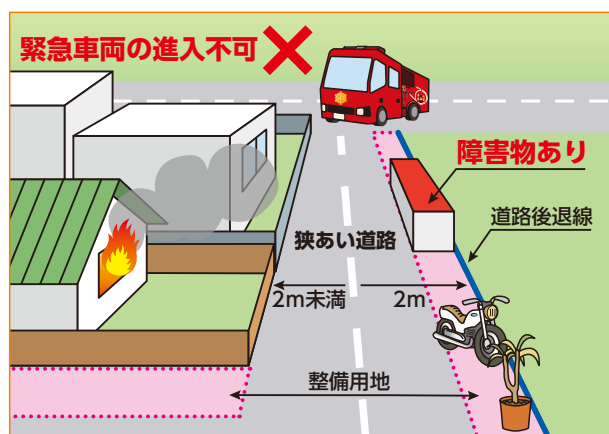 緊急車両の進入不可
障害物あり
道路後退線
狭あい道路
2m未満
2m
整備用地